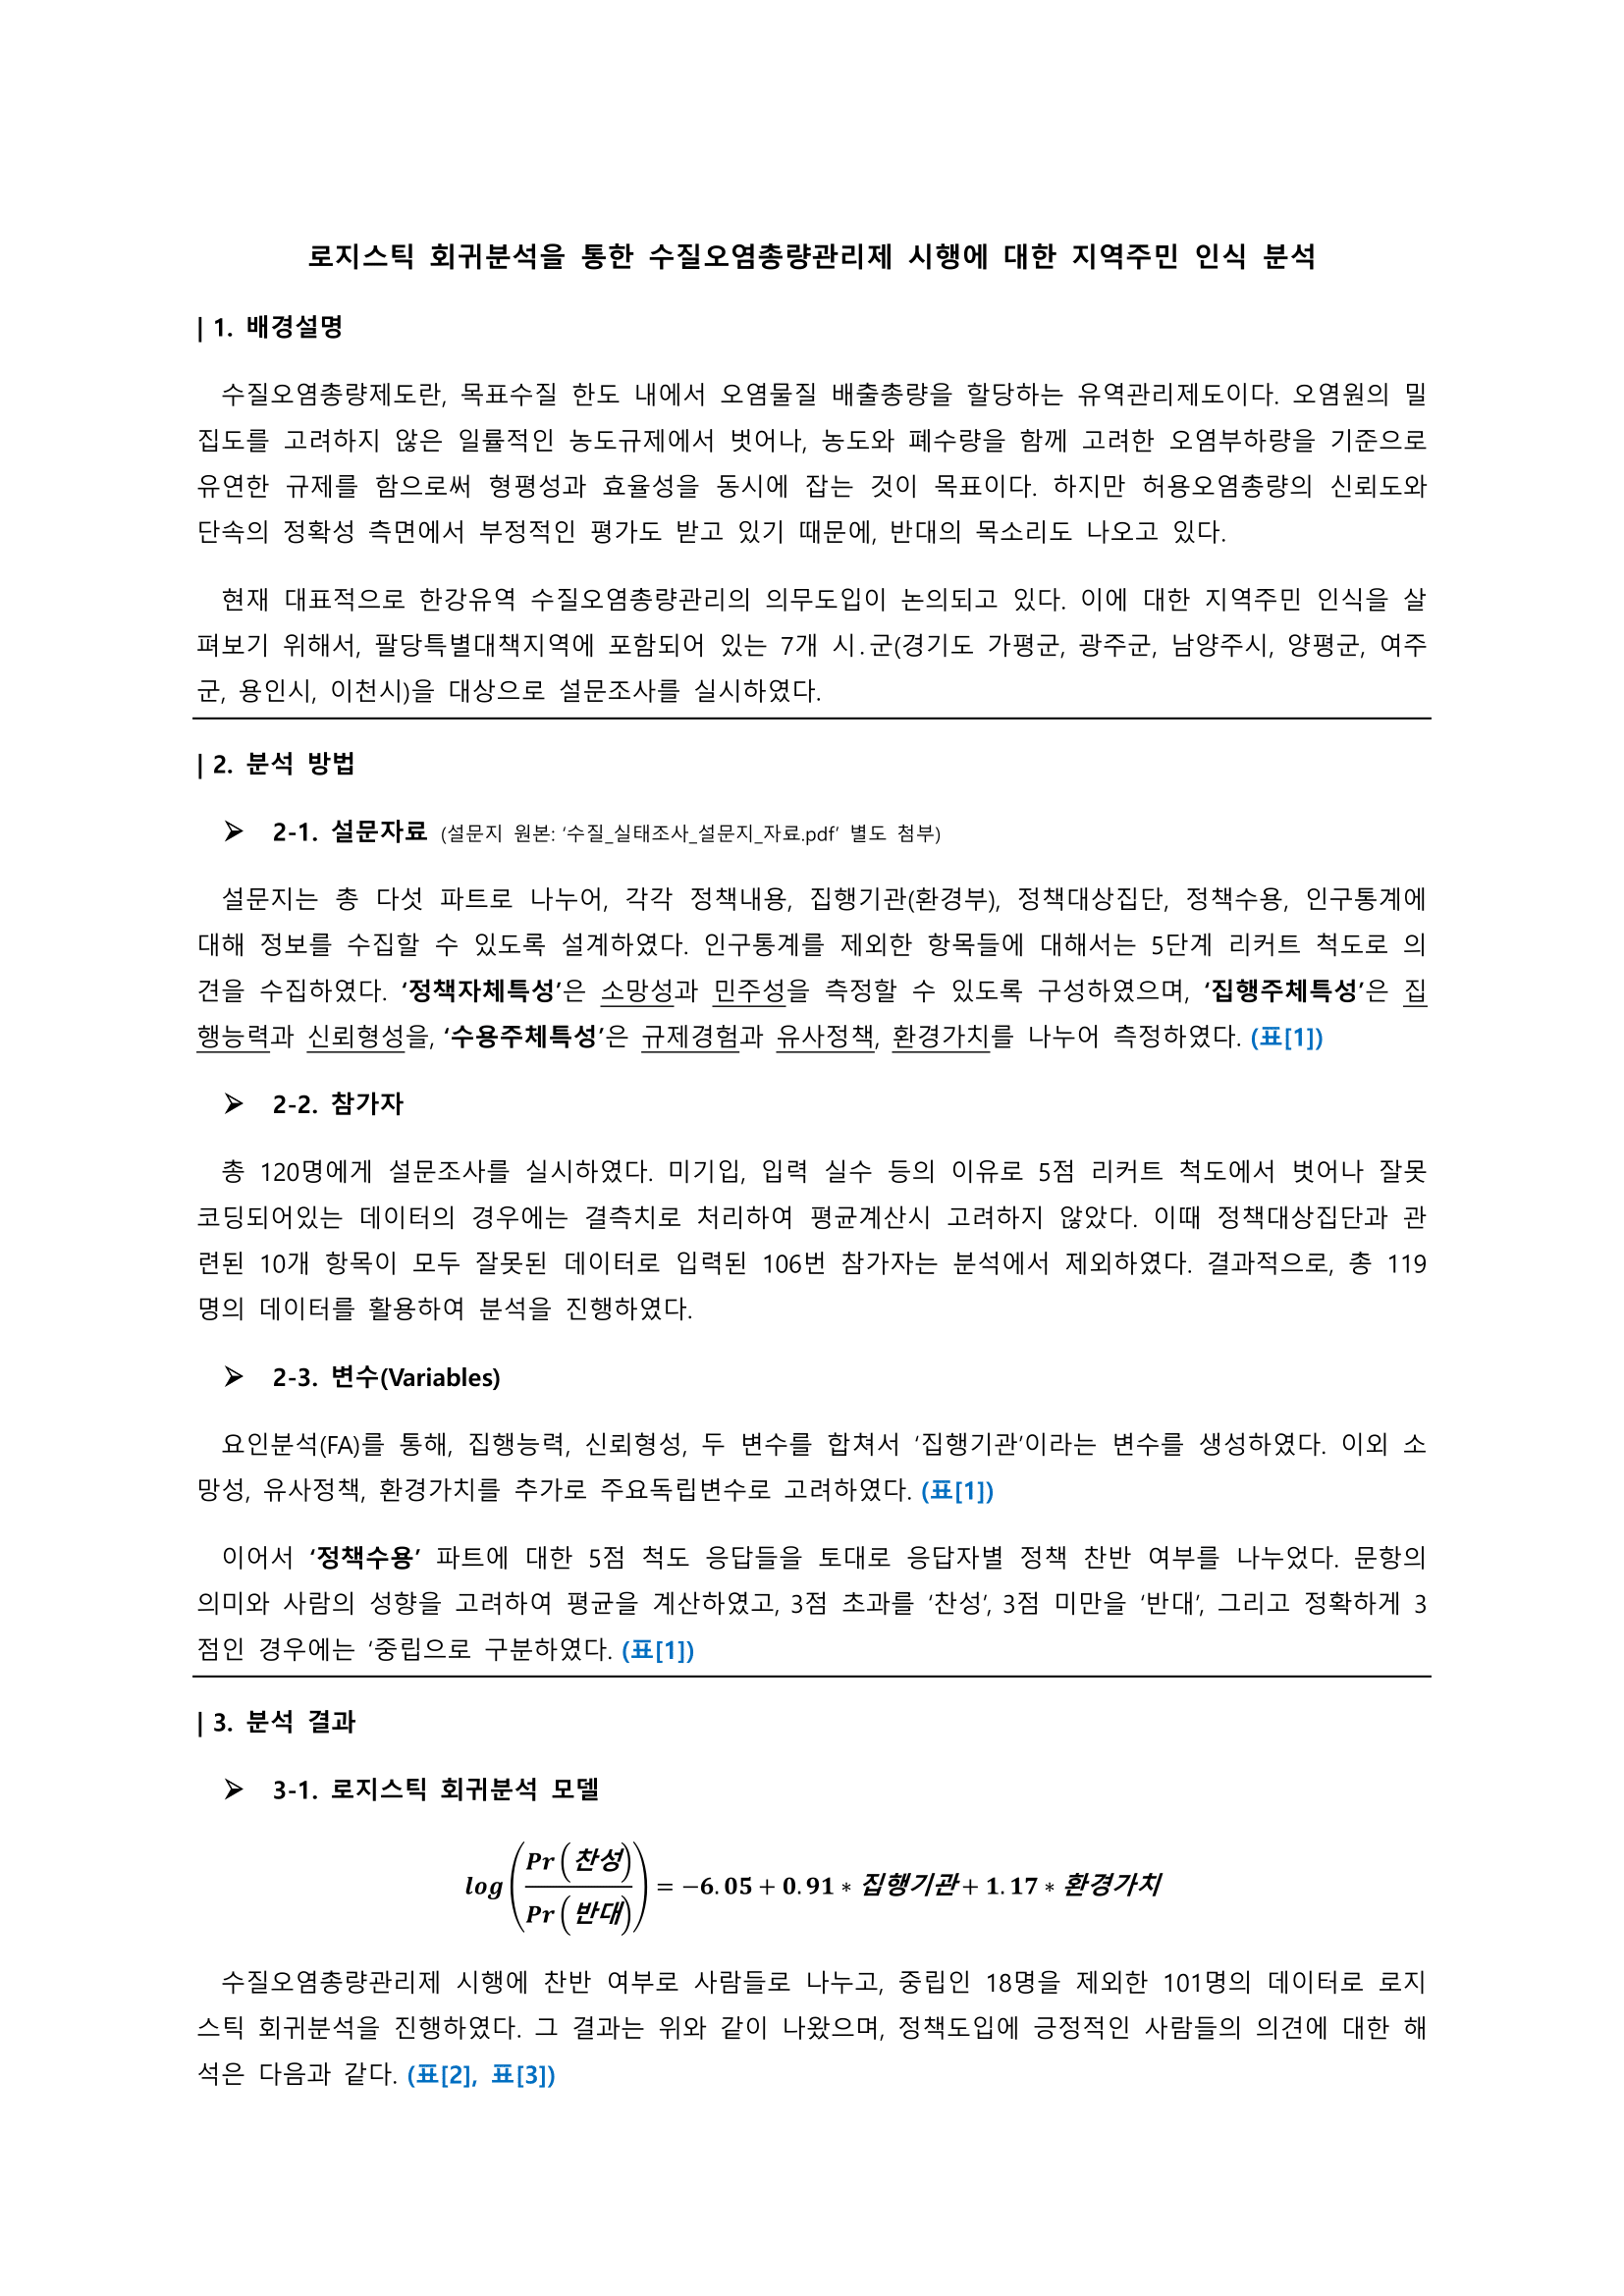 로지스틱 회귀분석을 통한 수질오염총량관리제 시행에 대한 지역주민 인식 분석
| 1. 배경설명
수질오염총량제도란, 목표수질 한도 내에서 오염물질 배출총량을 할당하는 유역관리제도이다. 오염원의 밀
집도를 고려하지 않은 일률적인 농도규제에서 벗어나, 농도와 폐수량을 함께 고려한 오염부하량을 기준으로
유연한 규제를 함으로써 형평성과 효율성을 동시에 잡는 것이 목표이다. 하지만 허용오염총량의 신뢰도와
단속의 정확성 측면에서 부정적인 평가도 받고 있기 때문에, 반대의 목소리도 나오고 있다.
현재 대표적으로 한강유역 수질오염총량관리의 의무도입이 논의되고 있다. 이에 대한 지역주민 인식을 살
펴보기 위해서, 팔당특별대책지역에 포함되어 있는 7개 시.군(경기도 가평군, 광주군, 남양주시, 양평군, 여주
군, 용인시, 이천시)을 대상으로 설문조사를 실시하였다.
| 2. 분석 방법
➢ 2-1. 설문자료 (설문지 원본: ‘수질_실태조사_설문지_자료.pdf’ 별도 첨부)
설문지는 총 다섯 파트로 나누어, 각각 정책내용, 집행기관(환경부), 정책대상집단, 정책수용, 인구통계에
대해 정보를 수집할 수 있도록 설계하였다. 인구통계를 제외한 항목들에 대해서는 5단계 리커트 척도로 의
견을 수집하였다. ‘정책자체특성’은 소망성과 민주성을 측정할 수 있도록 구성하였으며, ‘집행주체특성’은 집
행능력과 신뢰형성을, ‘수용주체특성’은 규제경험과 유사정책, 환경가치를 나누어 측정하였다. (표[1])
➢ 2-2. 참가자
총 120명에게 설문조사를 실시하였다. 미기입, 입력 실수 등의 이유로 5점 리커트 척도에서 벗어나 잘못
코딩되어있는 데이터의 경우에는 결측치로 처리하여 평균계산시 고려하지 않았다. 이때 정책대상집단과 관
련된 10개 항목이 모두 잘못된 데이터로 입력된 106번 참가자는 분석에서 제외하였다. 결과적으로, 총 119
명의 데이터를 활용하여 분석을 진행하였다.
➢ 2-3. 변수(Variables)
요인분석(FA)를 통해, 집행능력, 신뢰형성, 두 변수를 합쳐서 ‘집행기관’이라는 변수를 생성하였다. 이외 소
망성, 유사정책, 환경가치를 추가로 주요독립변수로 고려하였다. (표[1])
이어서 ‘정책수용’ 파트에 대한 5점 척도 응답들을 토대로 응답자별 정책 찬반 여부를 나누었다. 문항의
의미와 사람의 성향을 고려하여 평균을 계산하였고, 3점 초과를 ‘찬성’, 3점 미만을 ‘반대’, 그리고 정확하게 3
점인 경우에는 ‘중립으로 구분하였다. (표[1])
| 3. 분석 결과
➢ 3-1. 로지스틱 회귀분석 모델
log(Pr(찬성)/Pr(반대)) = −6.05 + 0.91 * 집행기관 + 1.17 * 환경가치
수질오염총량관리제 시행에 찬반 여부로 사람들로 나누고, 중립인 18명을 제외한 101명의 데이터로 로지
스틱 회귀분석을 진행하였다. 그 결과는 위와 같이 나왔으며, 정책도입에 긍정적인 사람들의 의견에 대한 해
석은 다음과 같다. (표[2], 표[3])